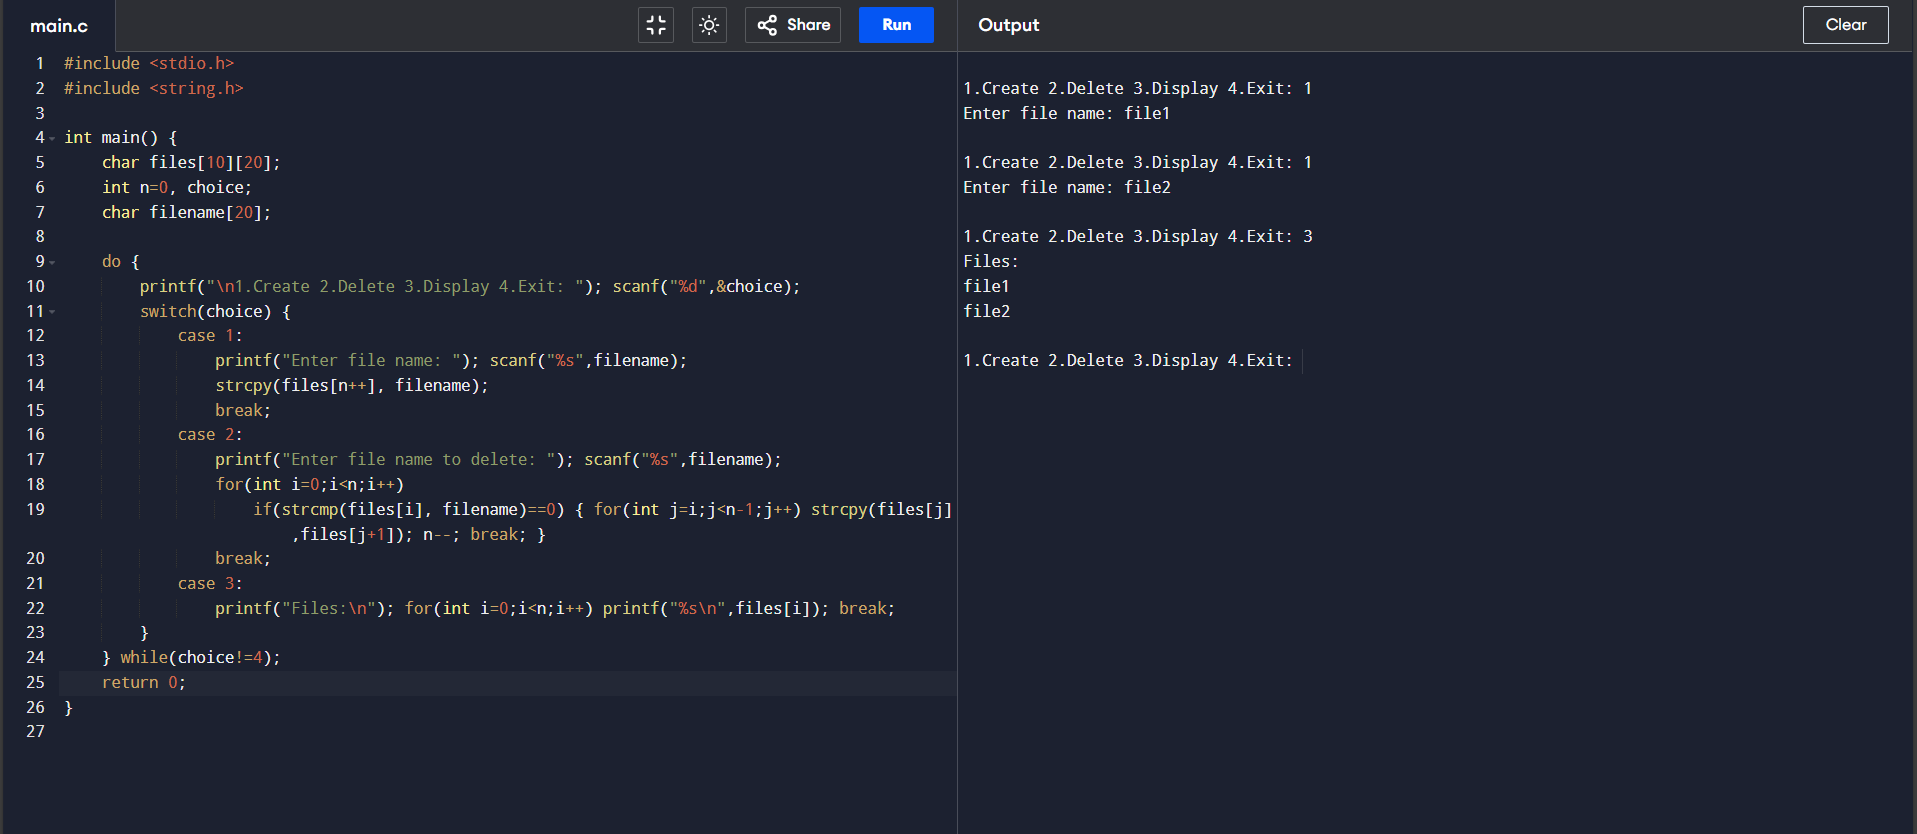 main.c
Share
Run
Output
Clear
1 #include <stdio.h>
2 #include <string.h>
3
4 int main() {
5     char files[10][20];
6     int n=0, choice;
7     char filename[20];
8
9     do {
10         printf("\n1.Create 2.Delete 3.Display 4.Exit: "); scanf("%d",&choice);
11         switch(choice) {
12             case 1:
13                 printf("Enter file name: "); scanf("%s",filename);
14                 strcpy(files[n++], filename);
15                 break;
16             case 2:
17                 printf("Enter file name to delete: "); scanf("%s",filename);
18                 for(int i=0;i<n;i++)
19                     if(strcmp(files[i], filename)==0) { for(int j=i;j<n-1;j++) strcpy(files[j]
,files[j+1]); n--; break; }
20                 break;
21             case 3:
22                 printf("Files:\n"); for(int i=0;i<n;i++) printf("%s\n",files[i]); break;
23         }
24     } while(choice!=4);
25     return 0;
26 }
27
1.Create 2.Delete 3.Display 4.Exit: 1
Enter file name: file1
1.Create 2.Delete 3.Display 4.Exit: 1
Enter file name: file2
1.Create 2.Delete 3.Display 4.Exit: 3
Files:
file1
file2
1.Create 2.Delete 3.Display 4.Exit: